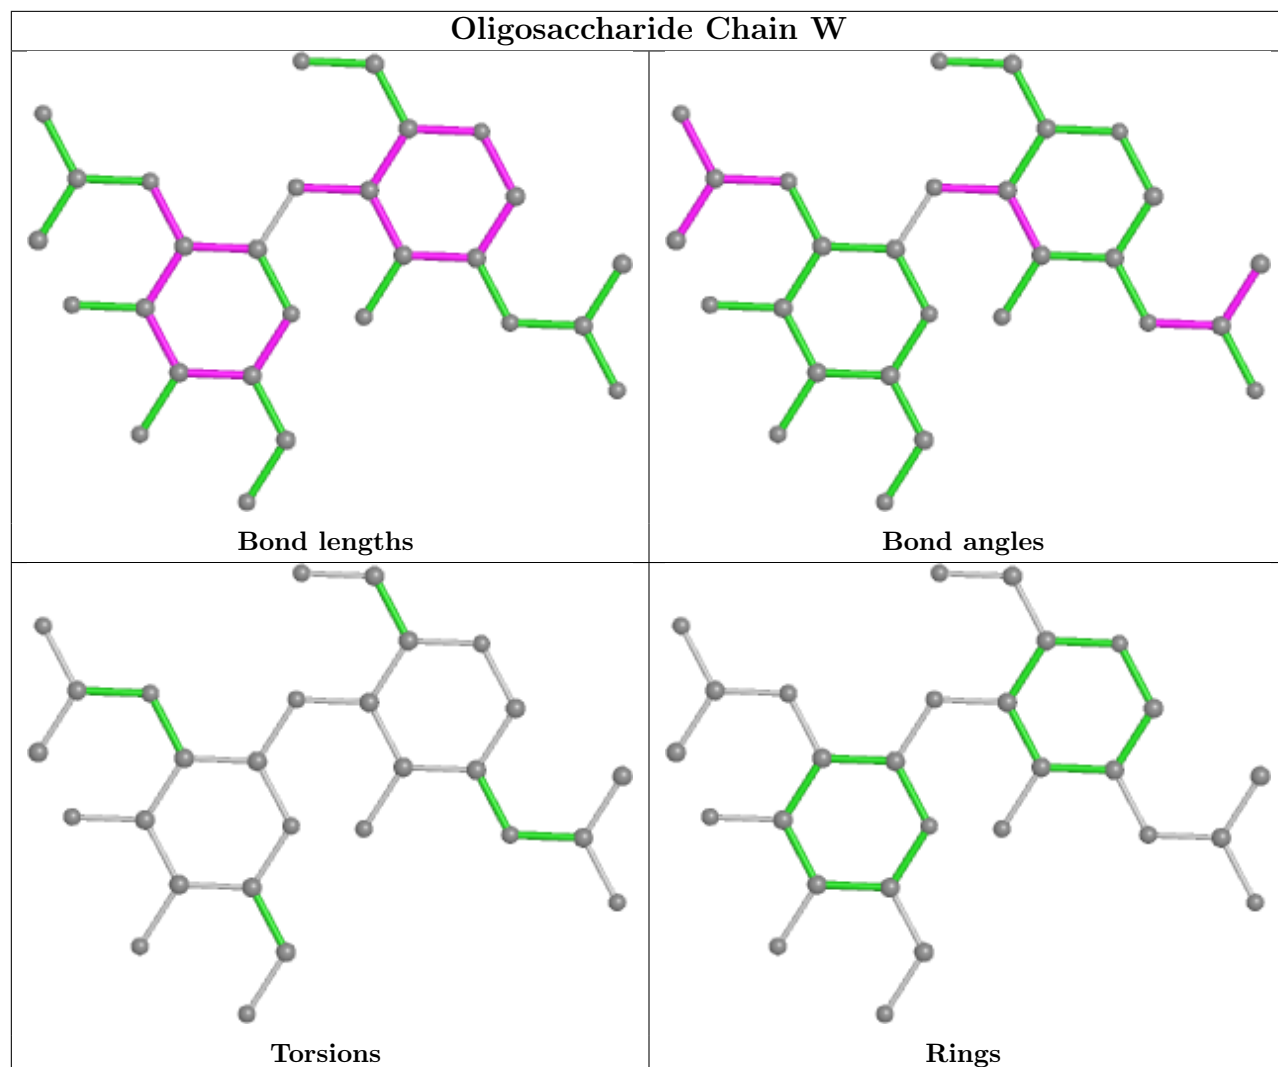 Oligosaccharide Chain W
Bond lengths
Bond angles
Torsions
Rings